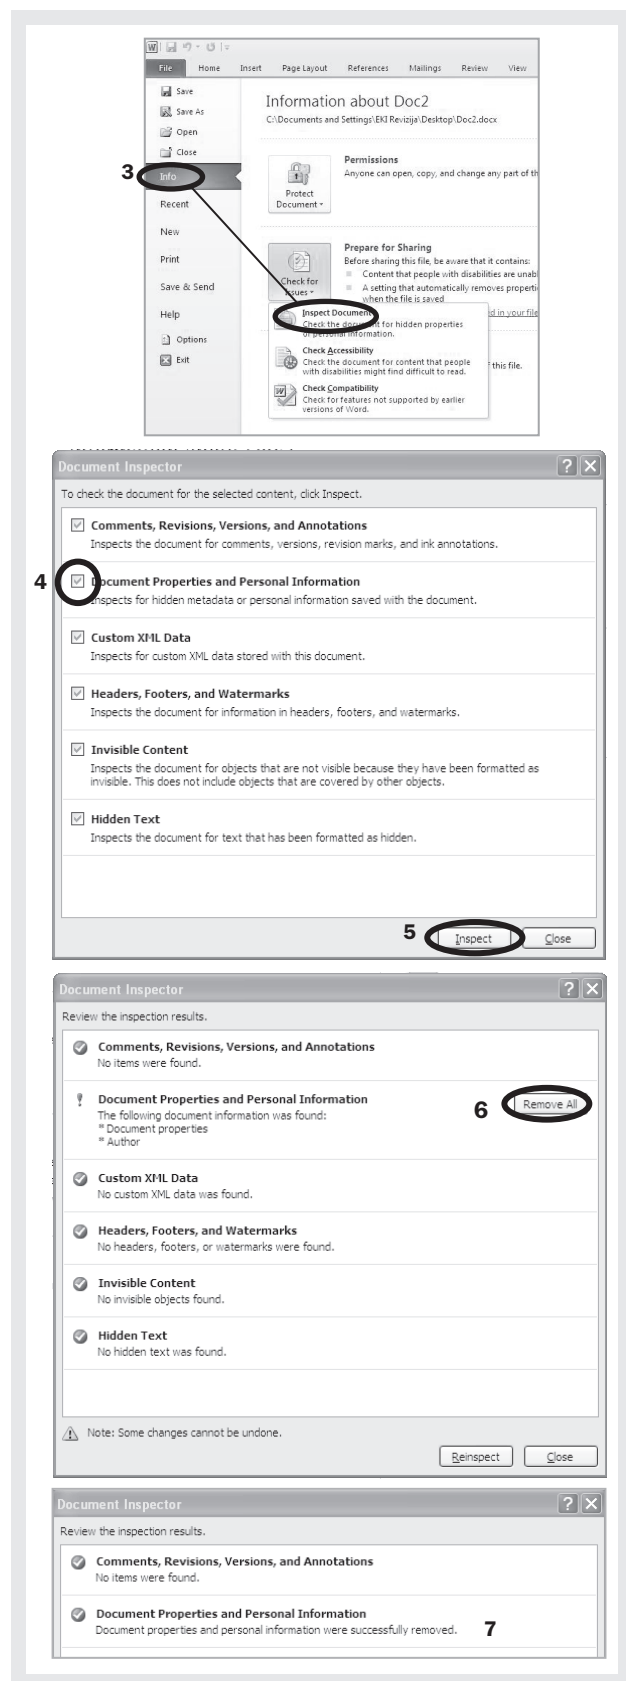 File Home Insert Page Layout References Mailings Review View
Save
Save As
Open
Close
3 Info
Recent
New
Print
Save & Send
Help
Options
Exit
Information about Doc2
C:\Documents and Settings\EKI Revizija\Desktop\Doc2.docx
Protect
Document
Permissions
Anyone can open, copy, and change any part of th
Check for
Issues
Prepare for Sharing
Before sharing this file, be aware that it contains:
Content that people with disabilities are unabl
A setting that automatically removes properti
when the file is saved
d in your file
this file.
Inspect Document
Check the document for hidden properties
or personal information.
Check Accessibility
Check the document for content that people
with disabilities might find difficult to read.
Check Compatibility
Check for features not supported by earlier
versions of Word.
Document Inspector
To check the document for the selected content, click Inspect.
Comments, Revisions, Versions, and Annotations
Inspects the document for comments, versions, revision marks, and ink annotations.
4 Document Properties and Personal Information
Inspects for hidden metadata or personal information saved with the document.
Custom XML Data
Inspects for custom XML data stored with this document.
Headers, Footers, and Watermarks
Inspects the document for information in headers, footers, and watermarks.
Invisible Content
Inspects the document for objects that are not visible because they have been formatted as
invisible. This does not include objects that are covered by other objects.
Hidden Text
Inspects the document for text that has been formatted as hidden.
5 Inspect Close
Document Inspector
Review the inspection results.
Comments, Revisions, Versions, and Annotations
No items were found.
Document Properties and Personal Information
The following document information was found:
* Document properties
* Author
6 Remove All
Custom XML Data
No custom XML data was found.
Headers, Footers, and Watermarks
No headers, footers, or watermarks were found.
Invisible Content
No invisible objects found.
Hidden Text
No hidden text was found.
Note: Some changes cannot be undone.
Reinspect Close
Document Inspector
Review the inspection results.
Comments, Revisions, Versions, and Annotations
No items were found.
Document Properties and Personal Information
Document properties and personal information were successfully removed. 7